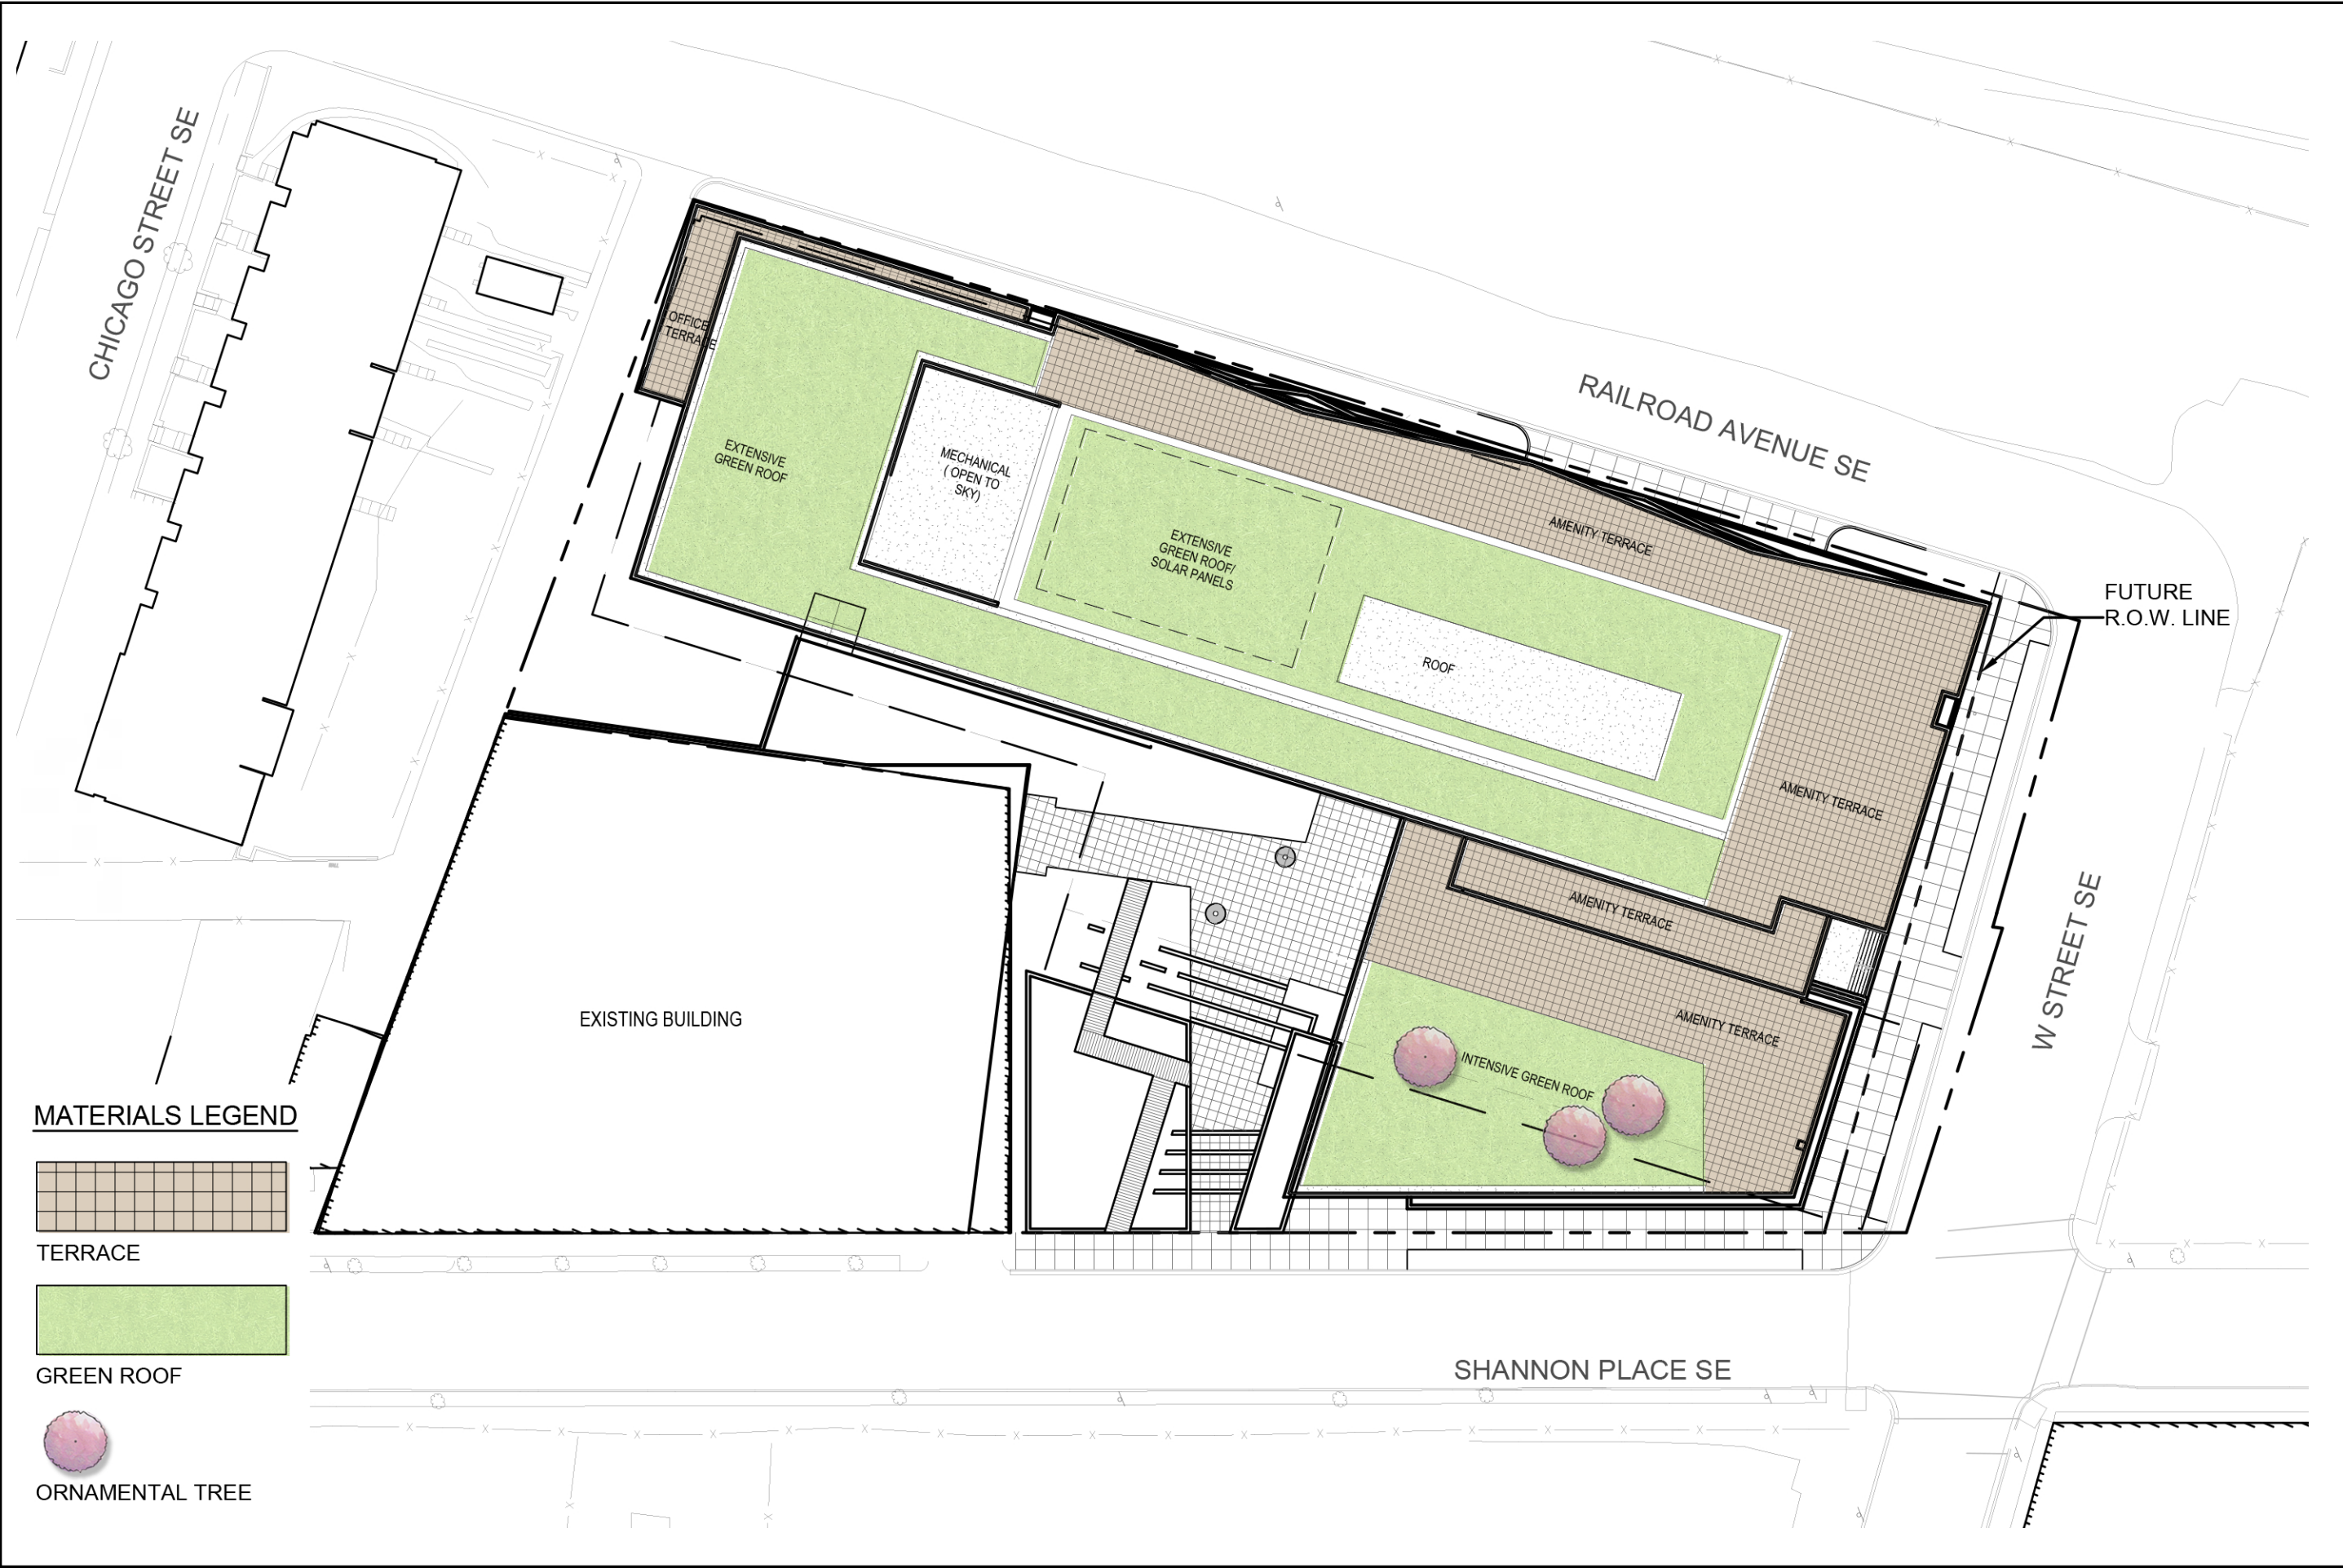 CHICAGO STREET SE
RAILROAD AVENUE SE
OFFICE
TERRACE
EXTENSIVE
GREEN ROOF
MECHANICAL
( OPEN TO
SKY)
EXTENSIVE
GREEN ROOF/
SOLAR PANELS
AMENITY TERRACE
FUTURE
R.O.W. LINE
ROOF
AMENITY TERRACE
AMENITY TERRACE
W STREET SE
EXISTING BUILDING
AMENITY TERRACE
INTENSIVE GREEN ROOF
MATERIALS LEGEND
TERRACE
GREEN ROOF
ORNAMENTAL TREE
SHANNON PLACE SE